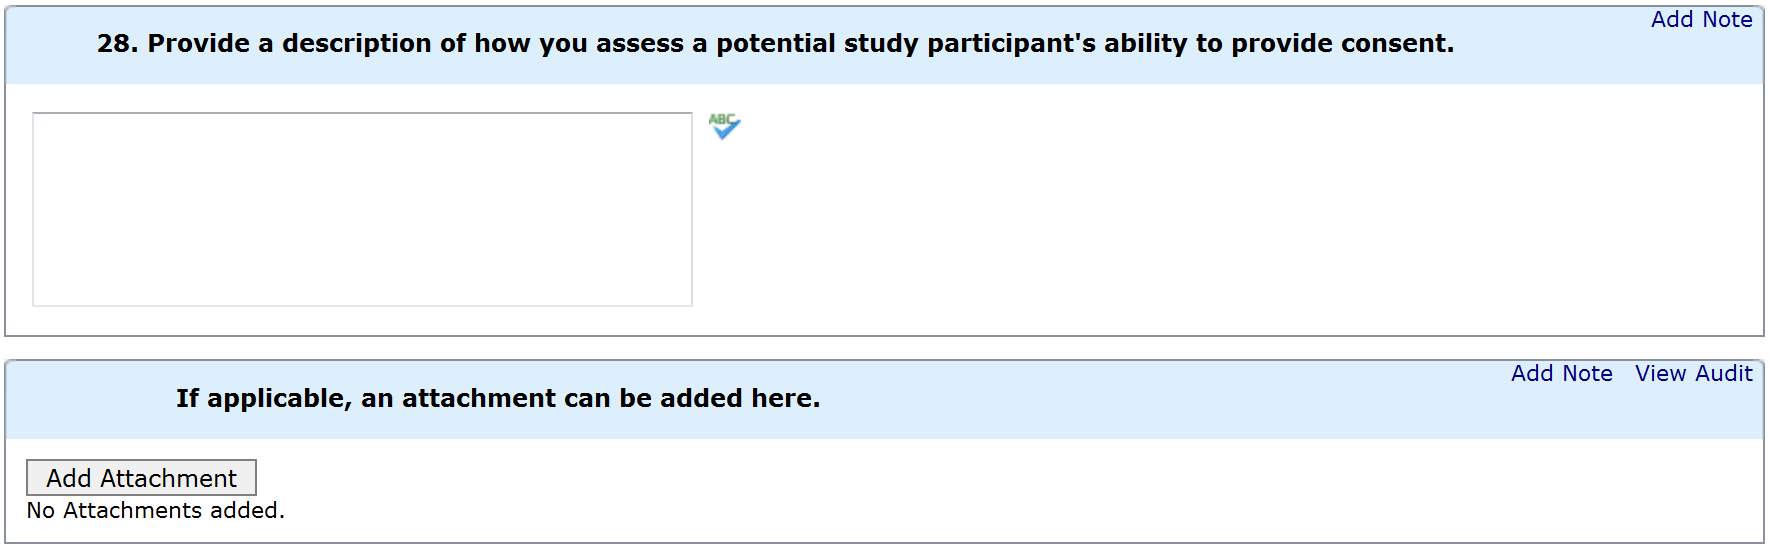 Add Note
28. Provide a description of how you assess a potential study participant's ability to provide consent.
ABC
Add Note View Audit
If applicable, an attachment can be added here.
Add Attachment
No Attachments added.